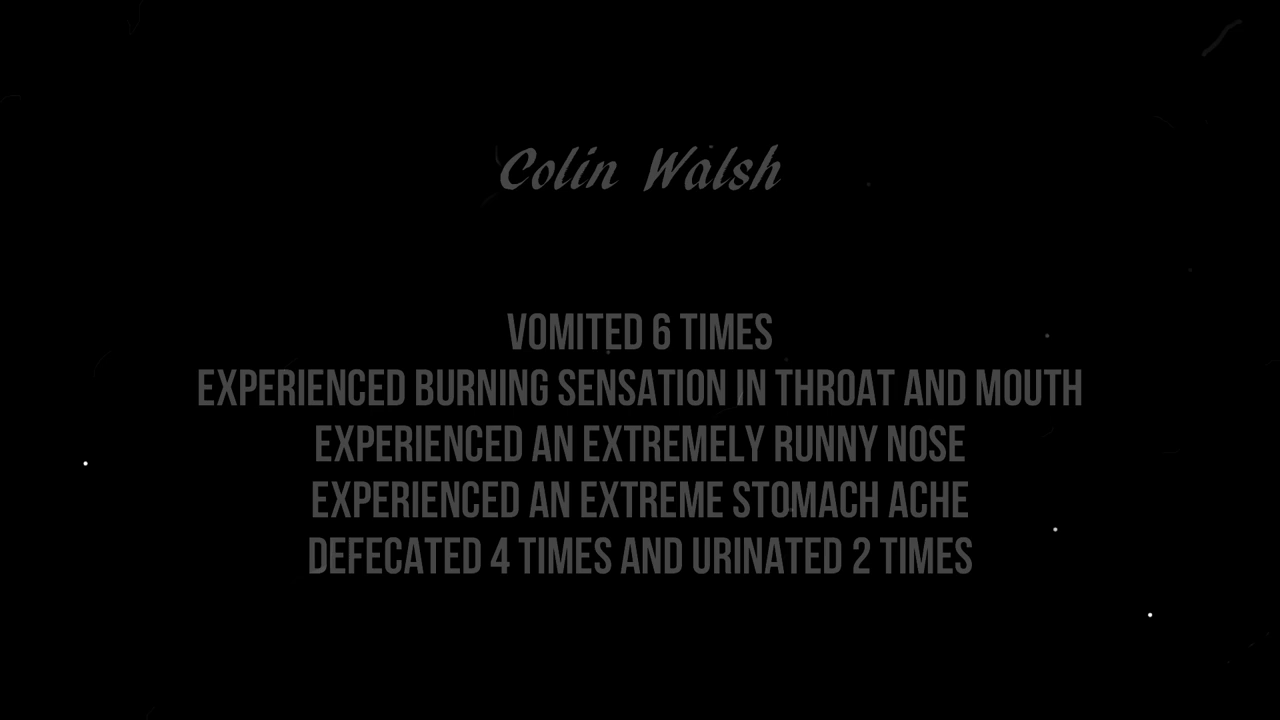 Colin Walsh
VOMITED 6 TIMES
EXPERIENCED BURNING SENSATION IN THROAT AND MOUTH
EXPERIENCED AN EXTREMELY RUNNY NOSE
EXPERIENCED AN EXTREME STOMACH ACHE
DEFECATED 4 TIMES AND URINATED 2 TIMES